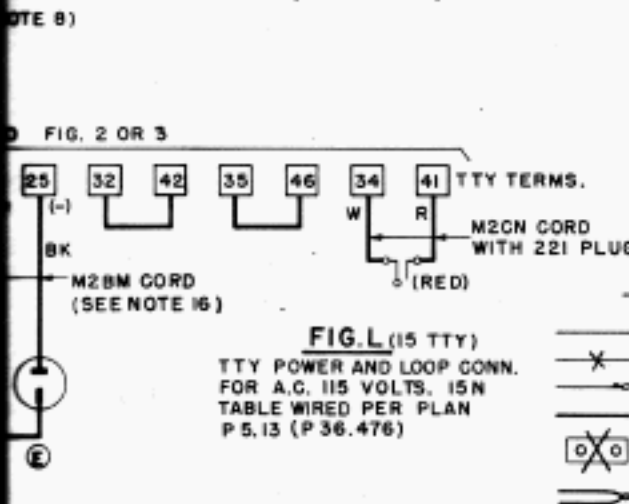 OTE 8)
FIG. 2 OR 3
25 32 42 35 46 34 41 TTY TERMS.
(-) W R
BK
M2CN CORD
WITH 221 PLUG
M2BM CORD
(SEE NOTE 16)
(RED)
FIG.L (15 TTY)
TTY POWER AND LOOP CONN.
FOR A.C. 115 VOLTS. 15N
TABLE WIRED PER PLAN
P5.13 (P36.476)
E